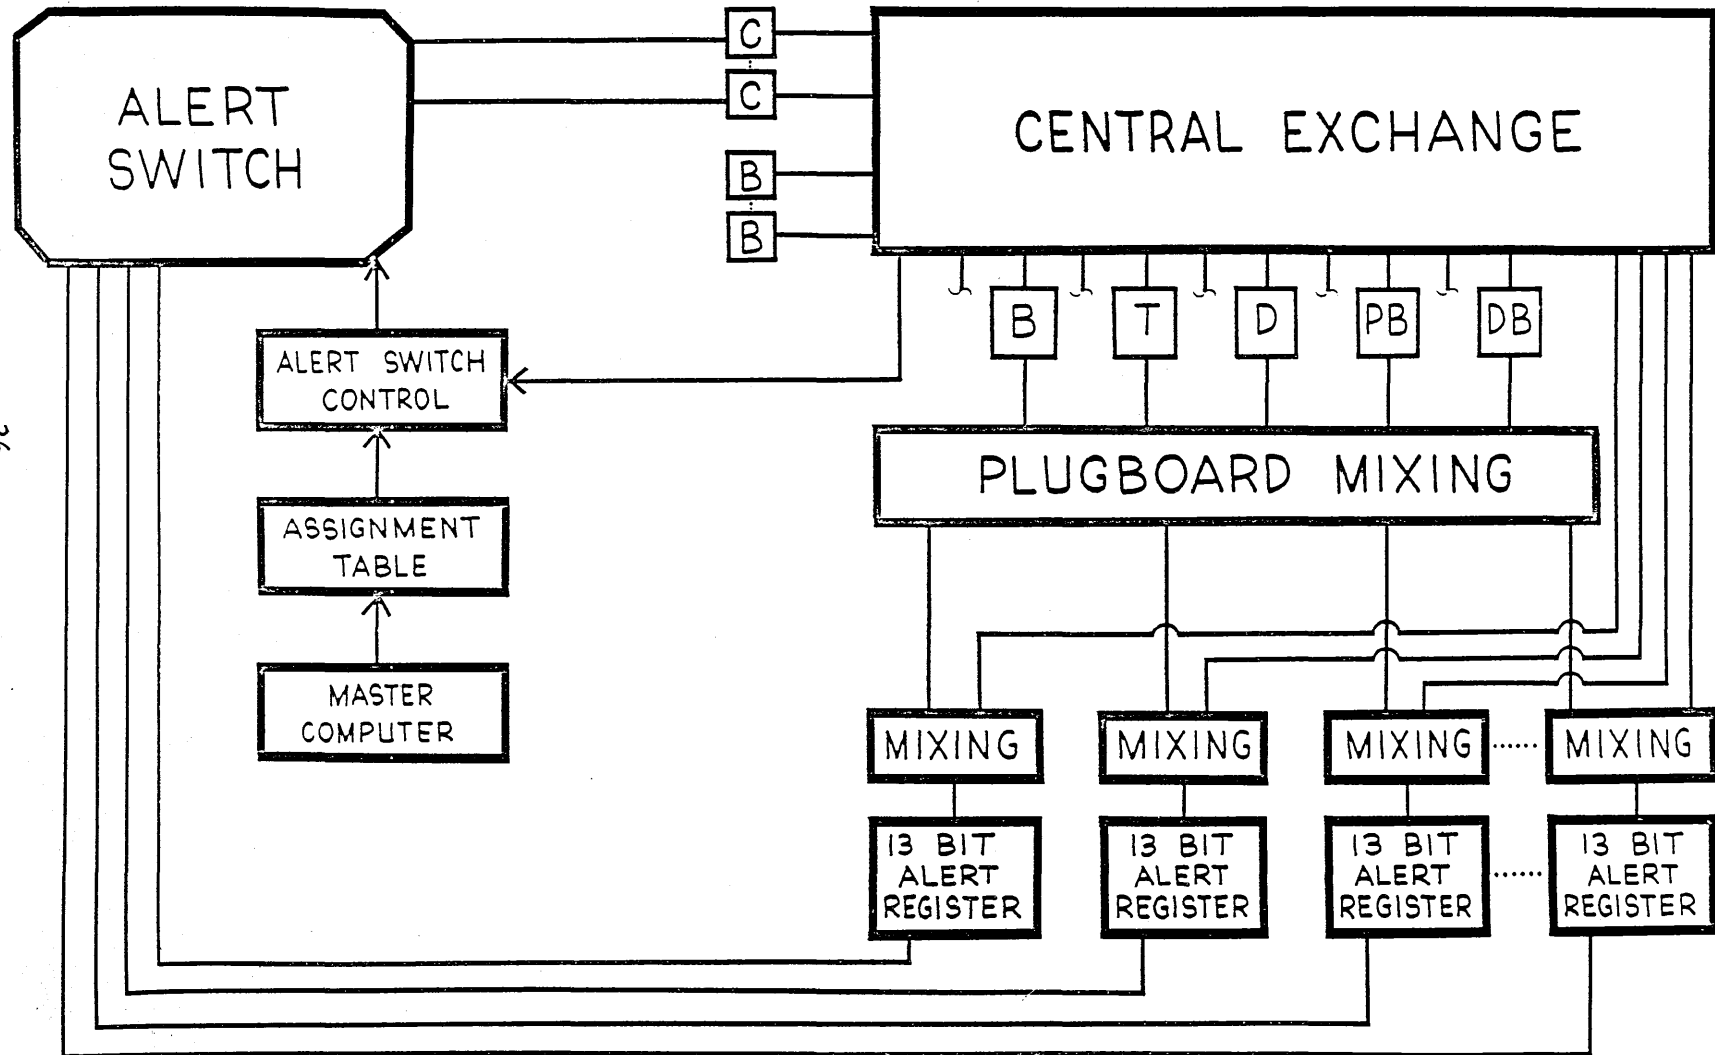 ALERT
SWITCH
C
C
B
B
CENTRAL EXCHANGE
B
T
D
PB
DB
ALERT SWITCH
CONTROL
PLUGBOARD MIXING
ASSIGNMENT
TABLE
MASTER
COMPUTER
MIXING
MIXING
MIXING
MIXING
13 BIT
ALERT
REGISTER
13 BIT
ALERT
REGISTER
13 BIT
ALERT
REGISTER
13 BIT
ALERT
REGISTER